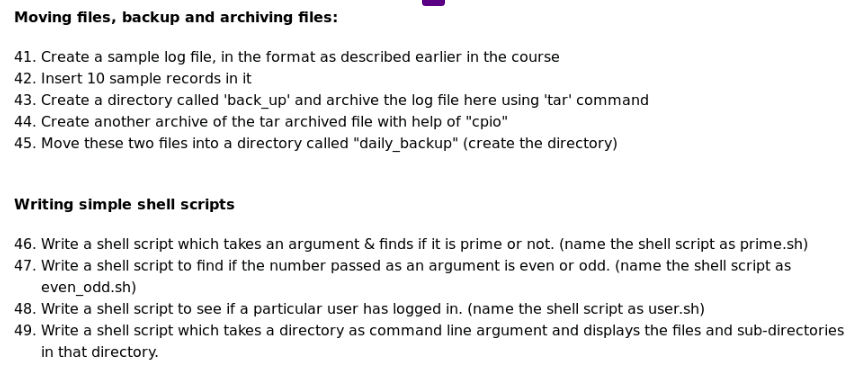 Moving files, backup and archiving files:
41. Create a sample log file, in the format as described earlier in the course
42. Insert 10 sample records in it
43. Create a directory called 'back_up' and archive the log file here using 'tar' command
44. Create another archive of the tar archived file with help of "cpio"
45. Move these two files into a directory called "daily_backup" (create the directory)
Writing simple shell scripts
46. Write a shell script which takes an argument & finds if it is prime or not. (name the shell script as prime.sh)
47. Write a shell script to find if the number passed as an argument is even or odd. (name the shell script as
even_odd.sh)
48. Write a shell script to see if a particular user has logged in. (name the shell script as user.sh)
49. Write a shell script which takes a directory as command line argument and displays the files and sub-directories
in that directory.